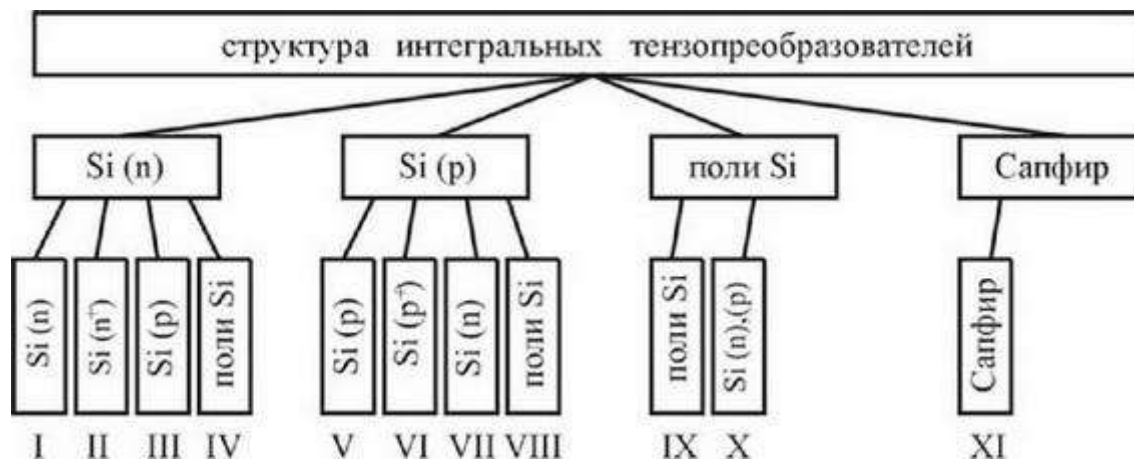 структура интегральных тензопреобразователей
Si (n)
Si (p)
поли Si
Сапфир
Si (n)
Si (n⁺)
Si (p)
поли Si
Si (p)
Si (p⁺)
Si (n)
поли Si
поли Si
Si (n),(p)
Сапфир
I II III IV V VI VII VIII IX X XI